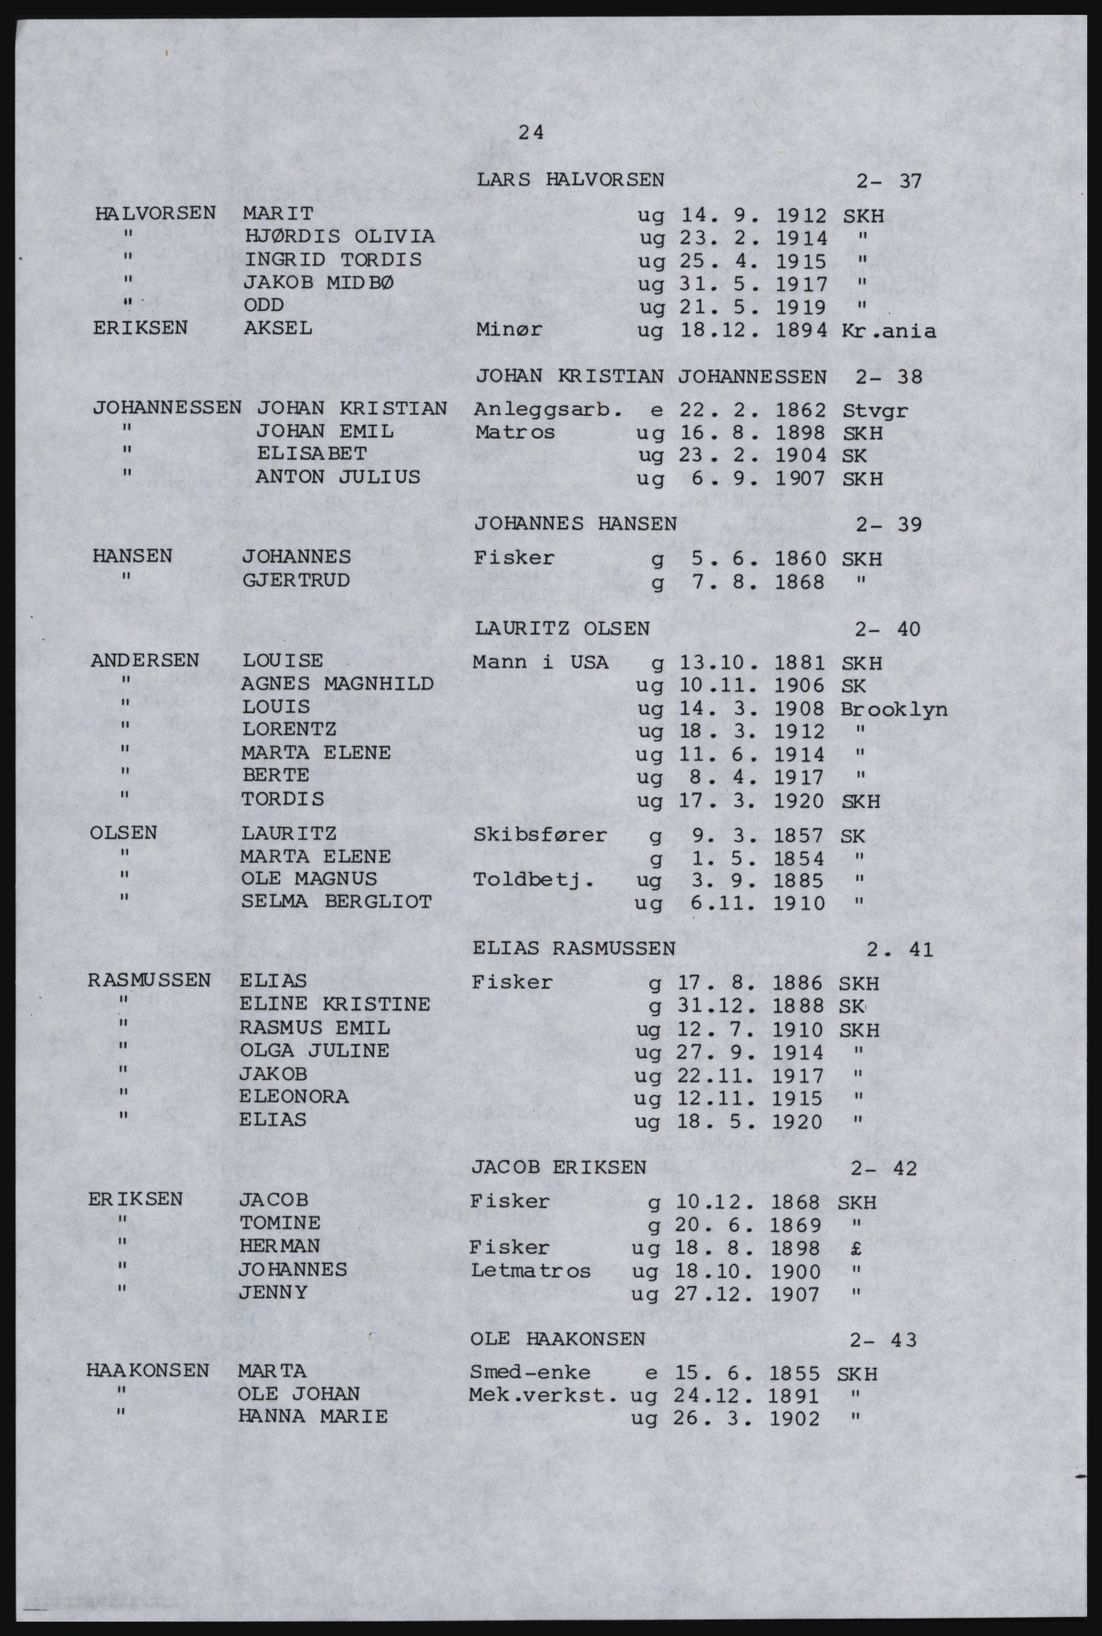 24
LARS HALVORSEN 2- 37
HALVORSEN MARIT ug 14. 9. 1912 SKH
" HJØRDIS OLIVIA ug 23. 2. 1914 "
" INGRID TORDIS ug 25. 4. 1915 "
" JAKOB MIDBØ ug 31. 5. 1917 "
" ODD ug 21. 5. 1919 "
ERIKSEN AKSEL Minør ug 18.12. 1894 Kr.ania
JOHAN KRISTIAN JOHANNESSEN 2- 38
JOHANNESSEN JOHAN KRISTIAN Anleggsarb. e 22. 2. 1862 Stvgr
" JOHAN EMIL Matros ug 16. 8. 1898 SKH
" ELISABET ug 23. 2. 1904 SK
" ANTON JULIUS ug 6. 9. 1907 SKH
JOHANNES HANSEN 2- 39
HANSEN JOHANNES Fisker g 5. 6. 1860 SKH
" GJERTRUD g 7. 8. 1868 "
LAURITZ OLSEN 2- 40
ANDERSEN LOUISE Mann i USA g 13.10. 1881 SKH
" AGNES MAGNHILD ug 10.11. 1906 SK
" LOUIS ug 14. 3. 1908 Brooklyn
" LORENTZ ug 18. 3. 1912 "
" MARTA ELENE ug 11. 6. 1914 "
" BERTE ug 8. 4. 1917 "
" TORDIS ug 17. 3. 1920 SKH
OLSEN LAURITZ Skibsfører g 9. 3. 1857 SK
" MARTA ELENE g 1. 5. 1854 "
" OLE MAGNUS Toldbetj. ug 3. 9. 1885 "
" SELMA BERGLIOT ug 6.11. 1910 "
ELIAS RASMUSSEN 2. 41
RASMUSSEN ELIAS Fisker g 17. 8. 1886 SKH
" ELINE KRISTINE g 31.12. 1888 SK
" RASMUS EMIL ug 12. 7. 1910 SKH
" OLGA JULINE ug 27. 9. 1914 "
" JAKOB ug 22.11. 1917 "
" ELEONORA ug 12.11. 1915 "
" ELIAS ug 18. 5. 1920 "
JACOB ERIKSEN 2- 42
ERIKSEN JACOB Fisker g 10.12. 1868 SKH
" TOMINE g 20. 6. 1869 "
" HERMAN Fisker ug 18. 8. 1898 £
" JOHANNES Letmatros ug 18.10. 1900 "
" JENNY ug 27.12. 1907 "
OLE HAAKONSEN 2- 43
HAAKONSEN MARTA Smed-enke e 15. 6. 1855 SKH
" OLE JOHAN Mek.verkst. ug 24.12. 1891 "
" HANNA MARIE ug 26. 3. 1902 "